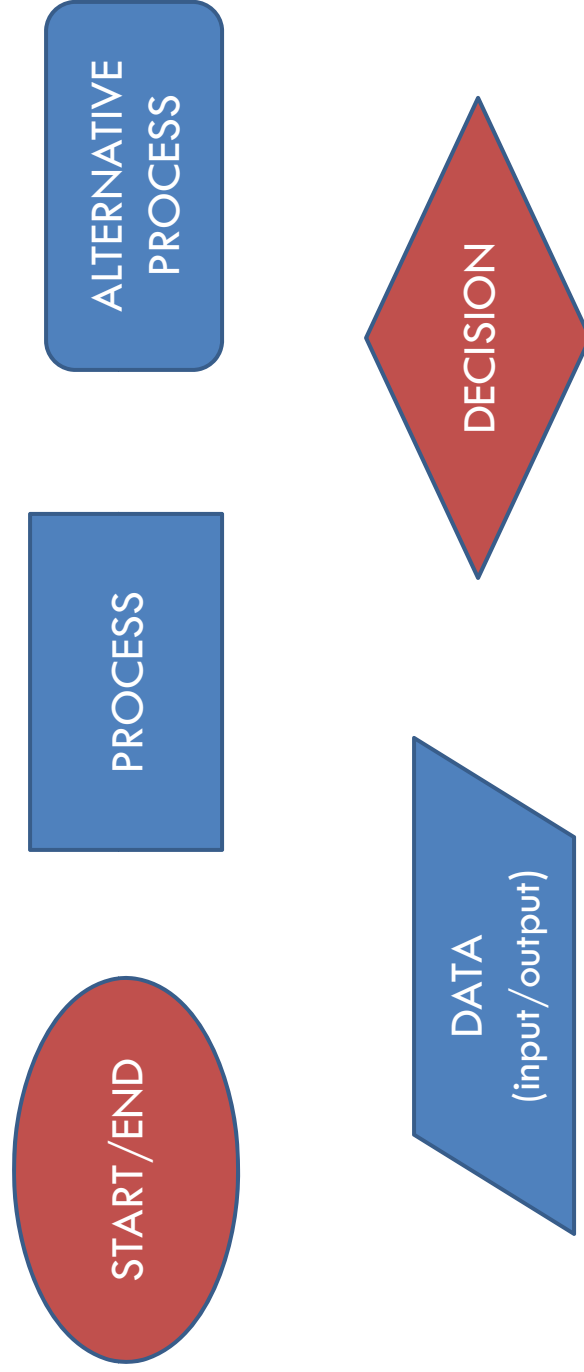 START/END
PROCESS
ALTERNATIVE
PROCESS
DATA
(input/output)
DECISION